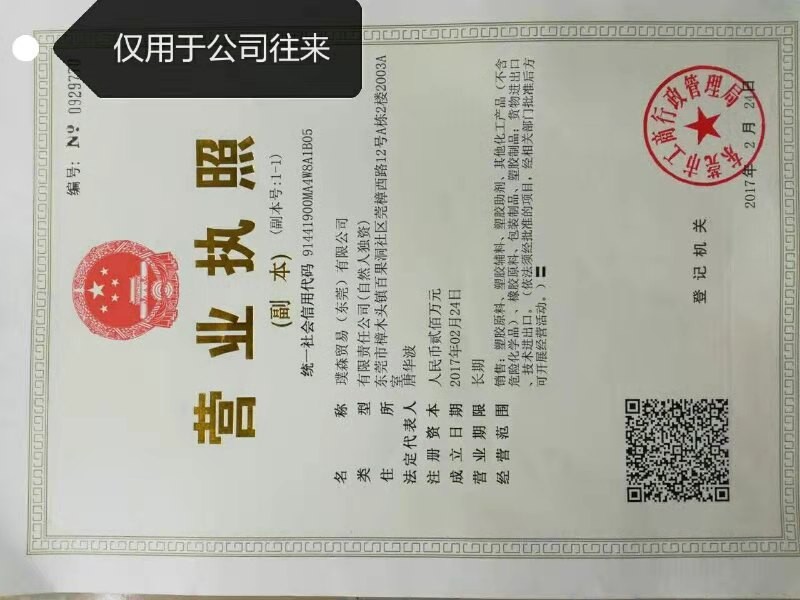 仅用于公司往来
编号: № 0929770
营业执照
(副 本)(副本号:1-1)
统一社会信用代码 91441900MA4W8A1B05
名 称 璞森贸易（东莞）有限公司
类 型 有限责任公司(自然人独资)
住 所 东莞市樟木头镇百果洞社区莞樟西路12号A栋2楼2003A
室
法定代表人 唐华波
注册资本 人民币贰佰万元
成立日期 2017年02月24日
营业期限 长期
经营范围 销售：塑胶原料、塑胶辅料、塑胶助剂、其他化工产品（不含
危险化学品）、橡胶原料、包装制品、塑胶制品；货物进出口
、技术进出口。（依法须经批准的项目，经相关部门批准后方
可开展经营活动。）
登记机关
东莞市工商行政管理局
2017年 2 月 24日